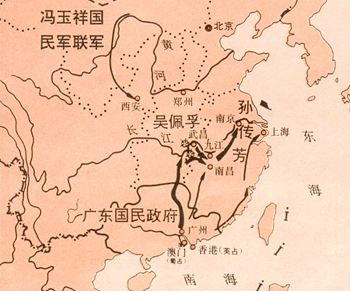 冯玉祥国
民军联军
北京
黄
河
西安
郑州
孙
传
芳
吴佩孚
南京
上海
长
江
武昌
九江
南昌
东
海
广东国民政府
广州
澳门
(葡占)
香港(英占)
南海